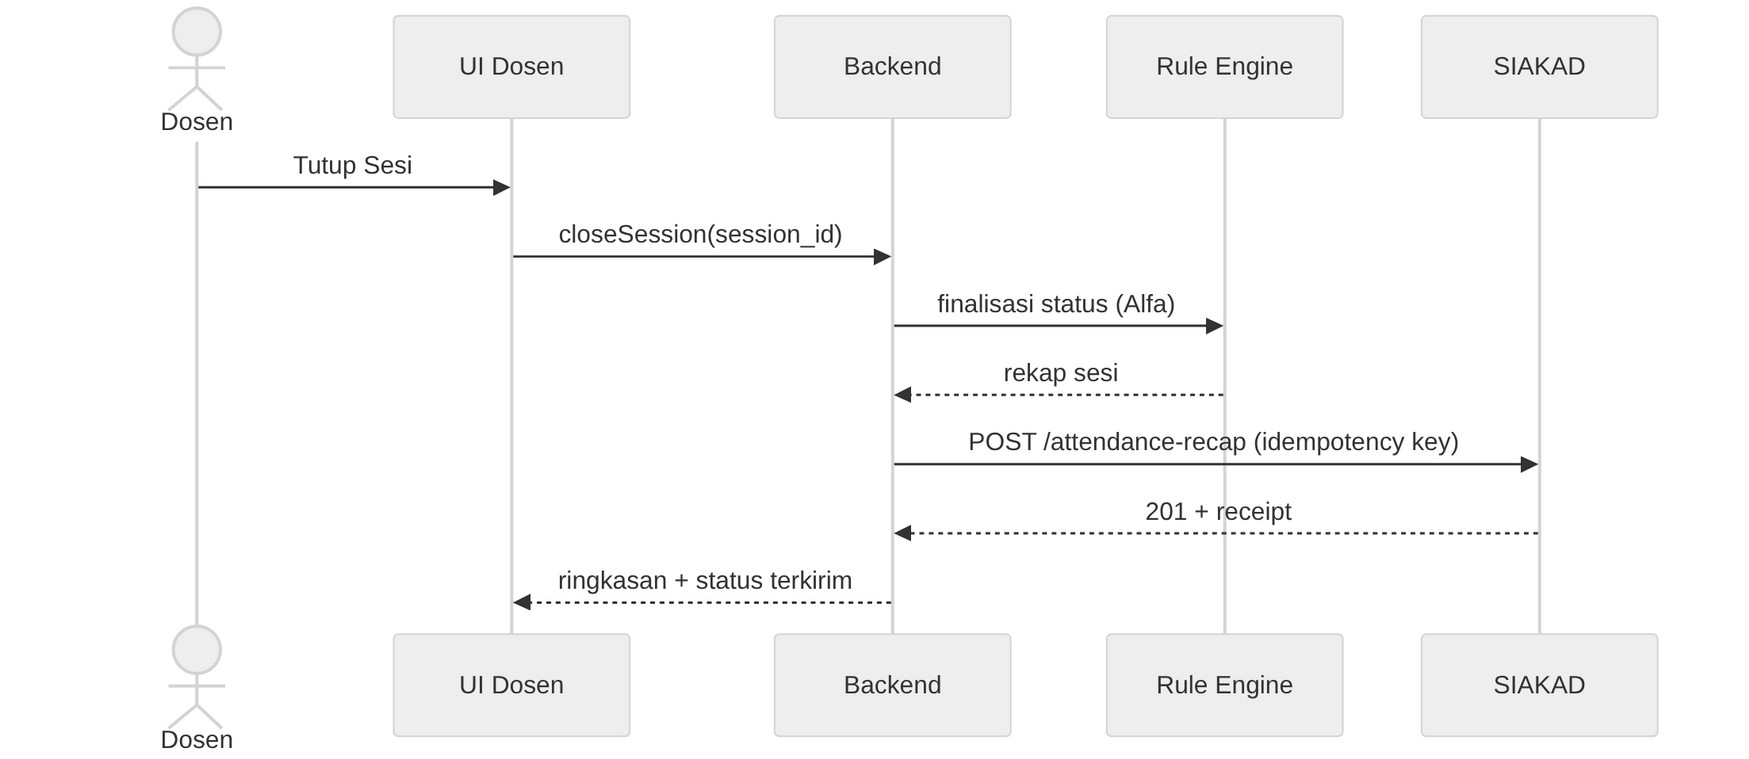 Dosen
UI Dosen
Backend
Rule Engine
SIAKAD
Tutup Sesi
closeSession(session_id)
finalisasi status (Alfa)
rekap sesi
POST /attendance-recap (idempotency key)
201 + receipt
ringkasan + status terkirim
Dosen
UI Dosen
Backend
Rule Engine
SIAKAD